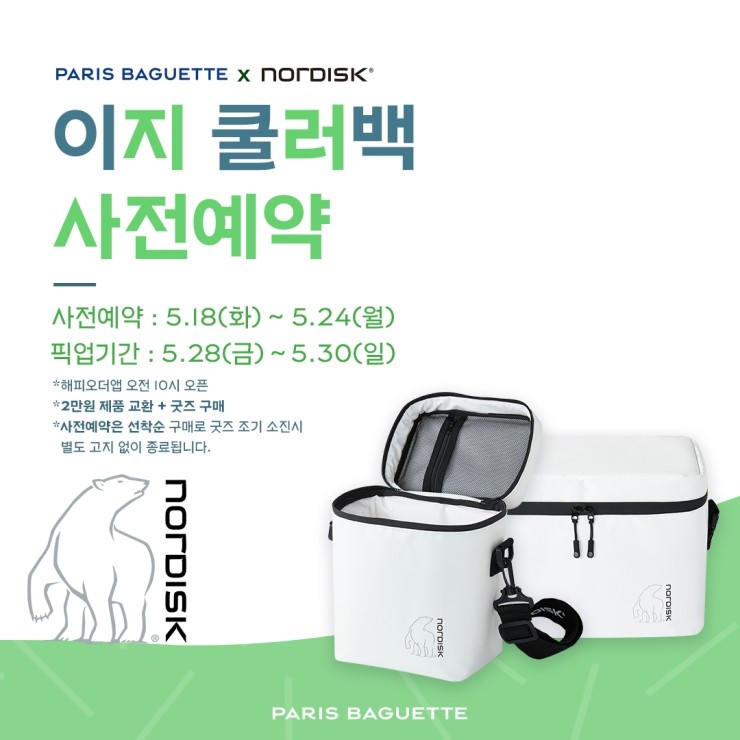 PARIS BAGUETTE x NORDISK®
이지 쿨러백
사전예약
사전예약 : 5.18(화) ~ 5.24(월)
픽업기간 : 5.28(금) ~ 5.30(일)
*해피오더앱 오전 10시 오픈
*2만원 제품 교환 + 굿즈 구매
*사전예약은 선착순 구매로 굿즈 조기 소진시
별도 고지 없이 종료됩니다.
NORDISK
®
NORDISK
NORDISK
NORDISK
PARIS BAGUETTE